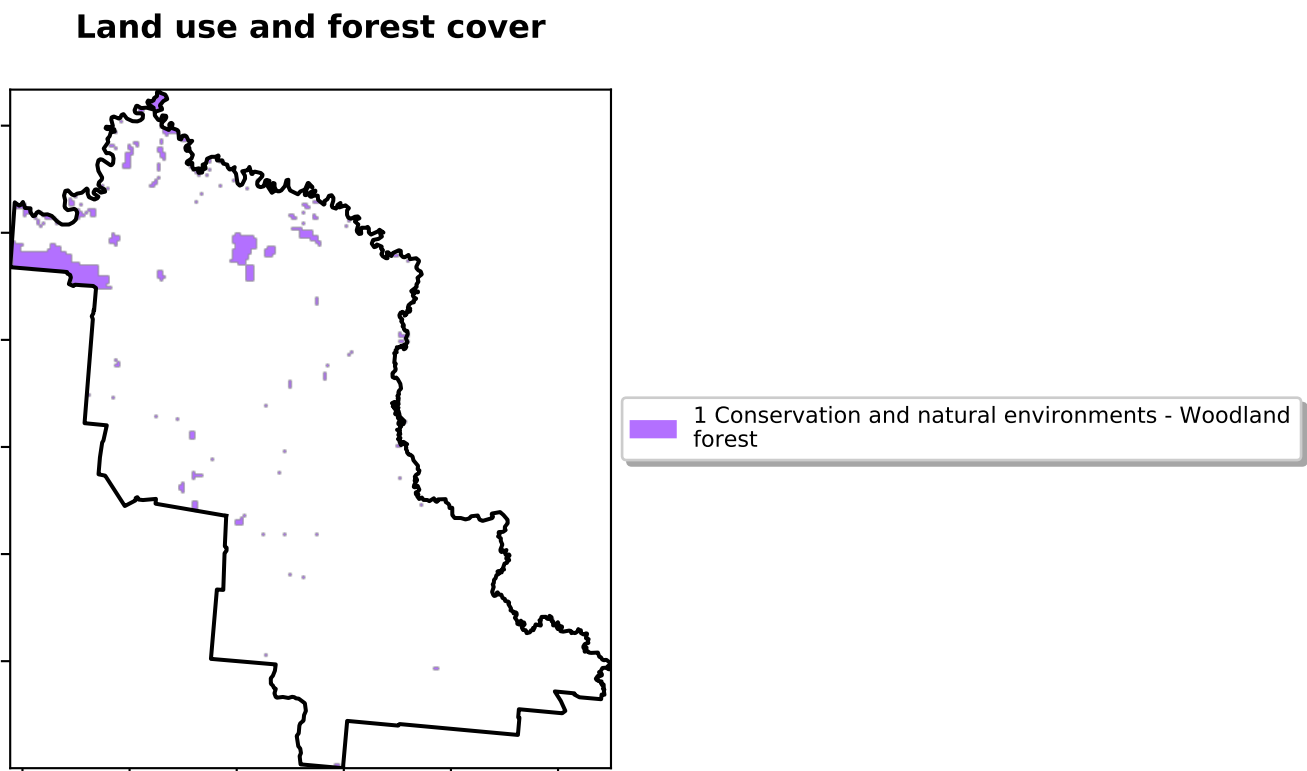 Land use and forest cover
1 Conservation and natural environments - Woodland
forest